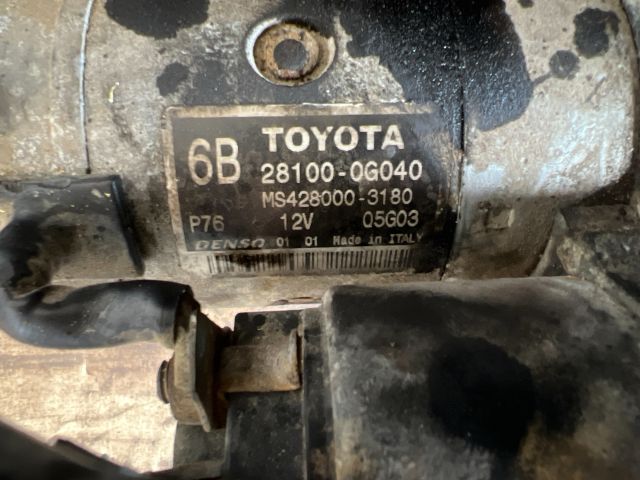 6B TOYOTA
28100-0G040
MS428000-3180
P76 12V 05G03
DENSO 01 01 Made in ITALY